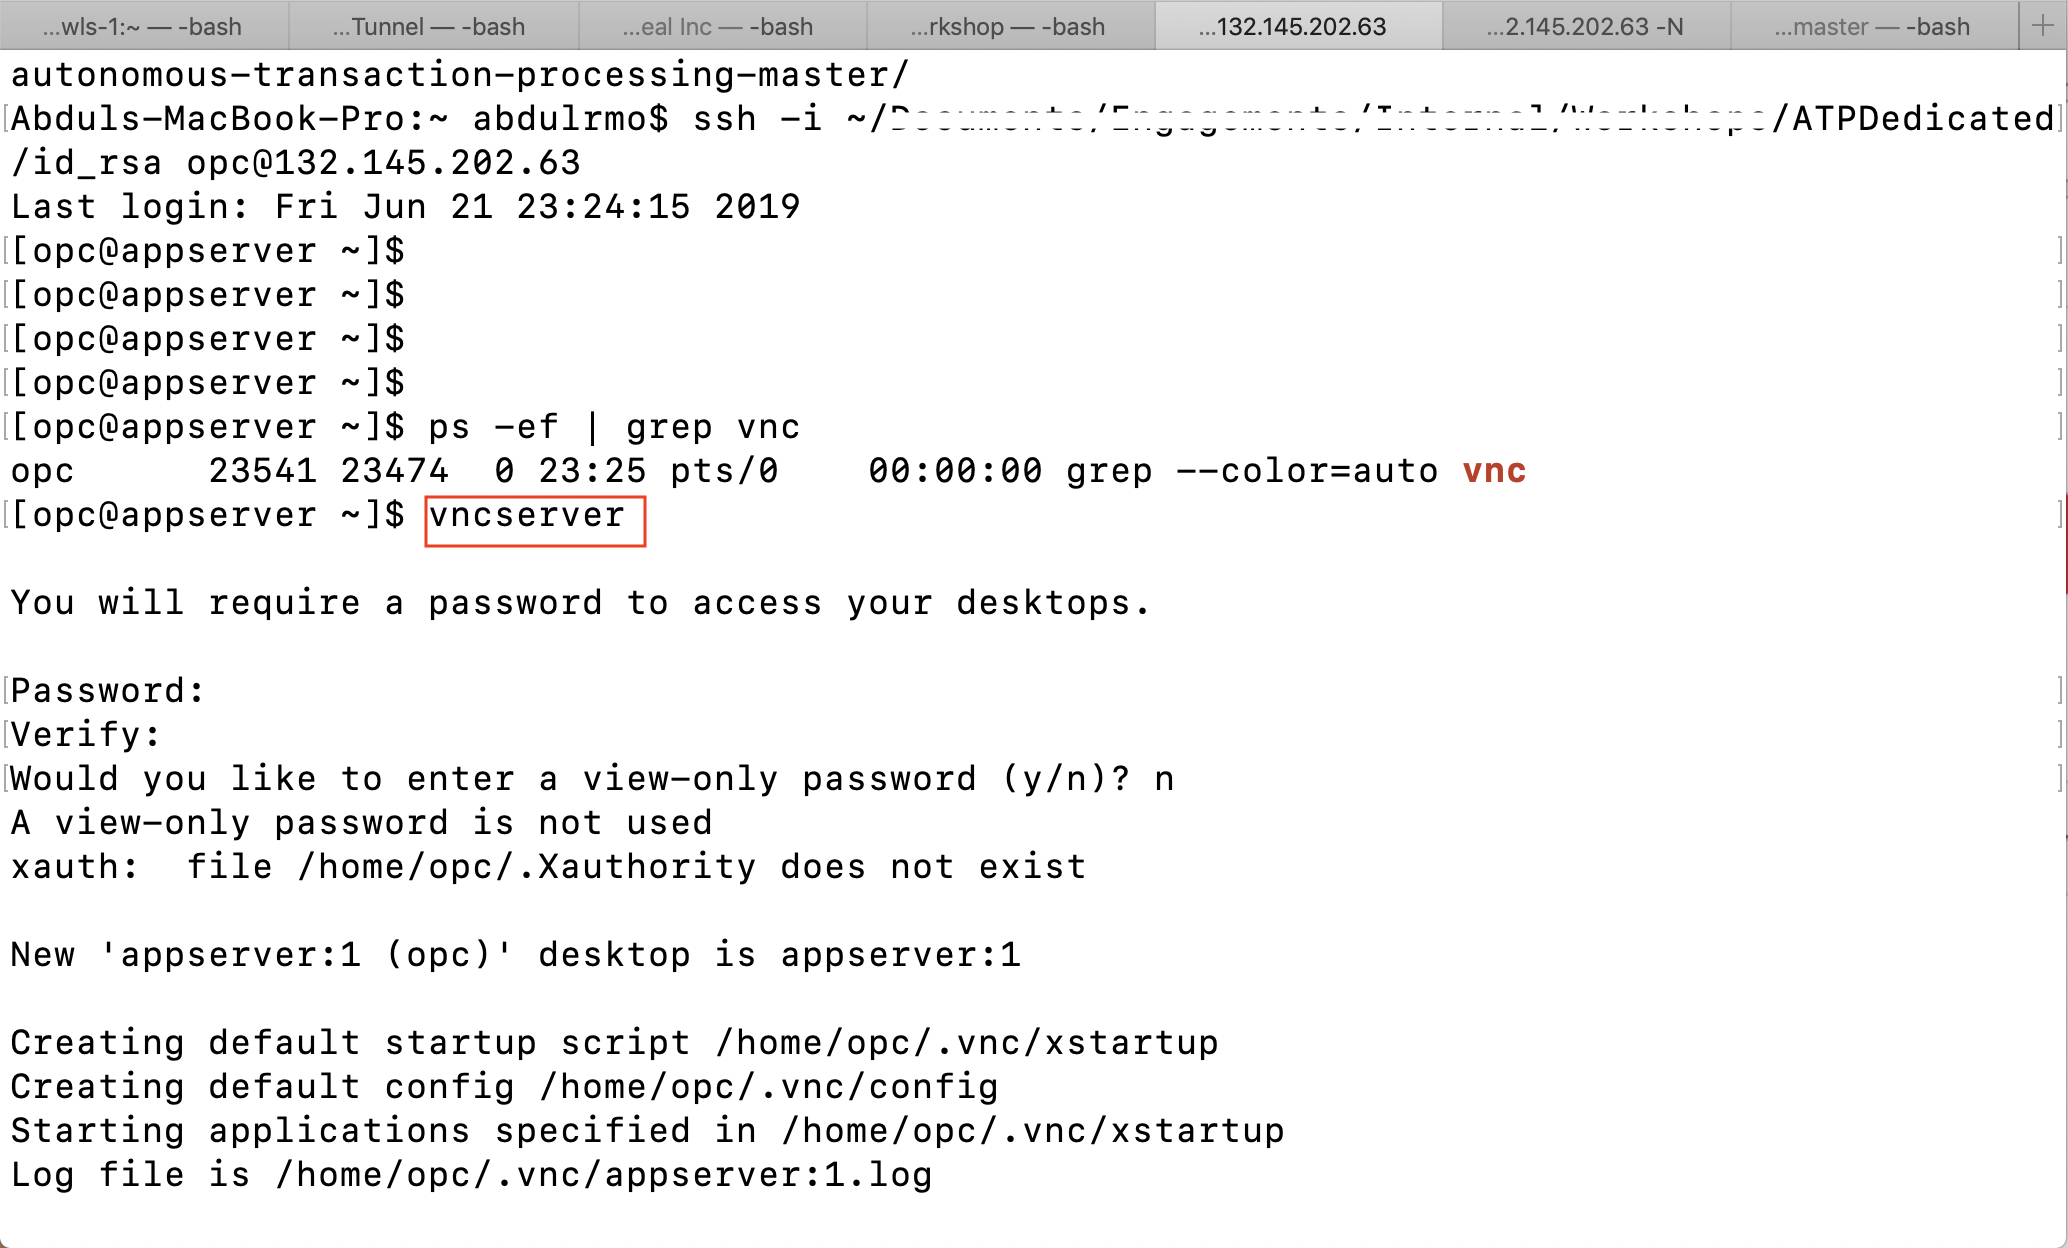 ...wls-1:~ — -bash
...Tunnel — -bash
...eal Inc — -bash
...rkshop — -bash
...132.145.202.63
...2.145.202.63 -N
...master — -bash
autonomous-transaction-processing-master/
Abduls-MacBook-Pro:~ abdulrmo$ ssh -i ~/Documents/Engagements/Internal/Workshops/ATPDedicated
/id_rsa opc@132.145.202.63
Last login: Fri Jun 21 23:24:15 2019
[opc@appserver ~]$
[opc@appserver ~]$
[opc@appserver ~]$
[opc@appserver ~]$
[opc@appserver ~]$ ps -ef | grep vnc
opc      23541 23474  0 23:25 pts/0    00:00:00 grep --color=auto vnc
[opc@appserver ~]$ vncserver
You will require a password to access your desktops.
Password:
Verify:
Would you like to enter a view-only password (y/n)? n
A view-only password is not used
xauth:  file /home/opc/.Xauthority does not exist
New 'appserver:1 (opc)' desktop is appserver:1
Creating default startup script /home/opc/.vnc/xstartup
Creating default config /home/opc/.vnc/config
Starting applications specified in /home/opc/.vnc/xstartup
Log file is /home/opc/.vnc/appserver:1.log